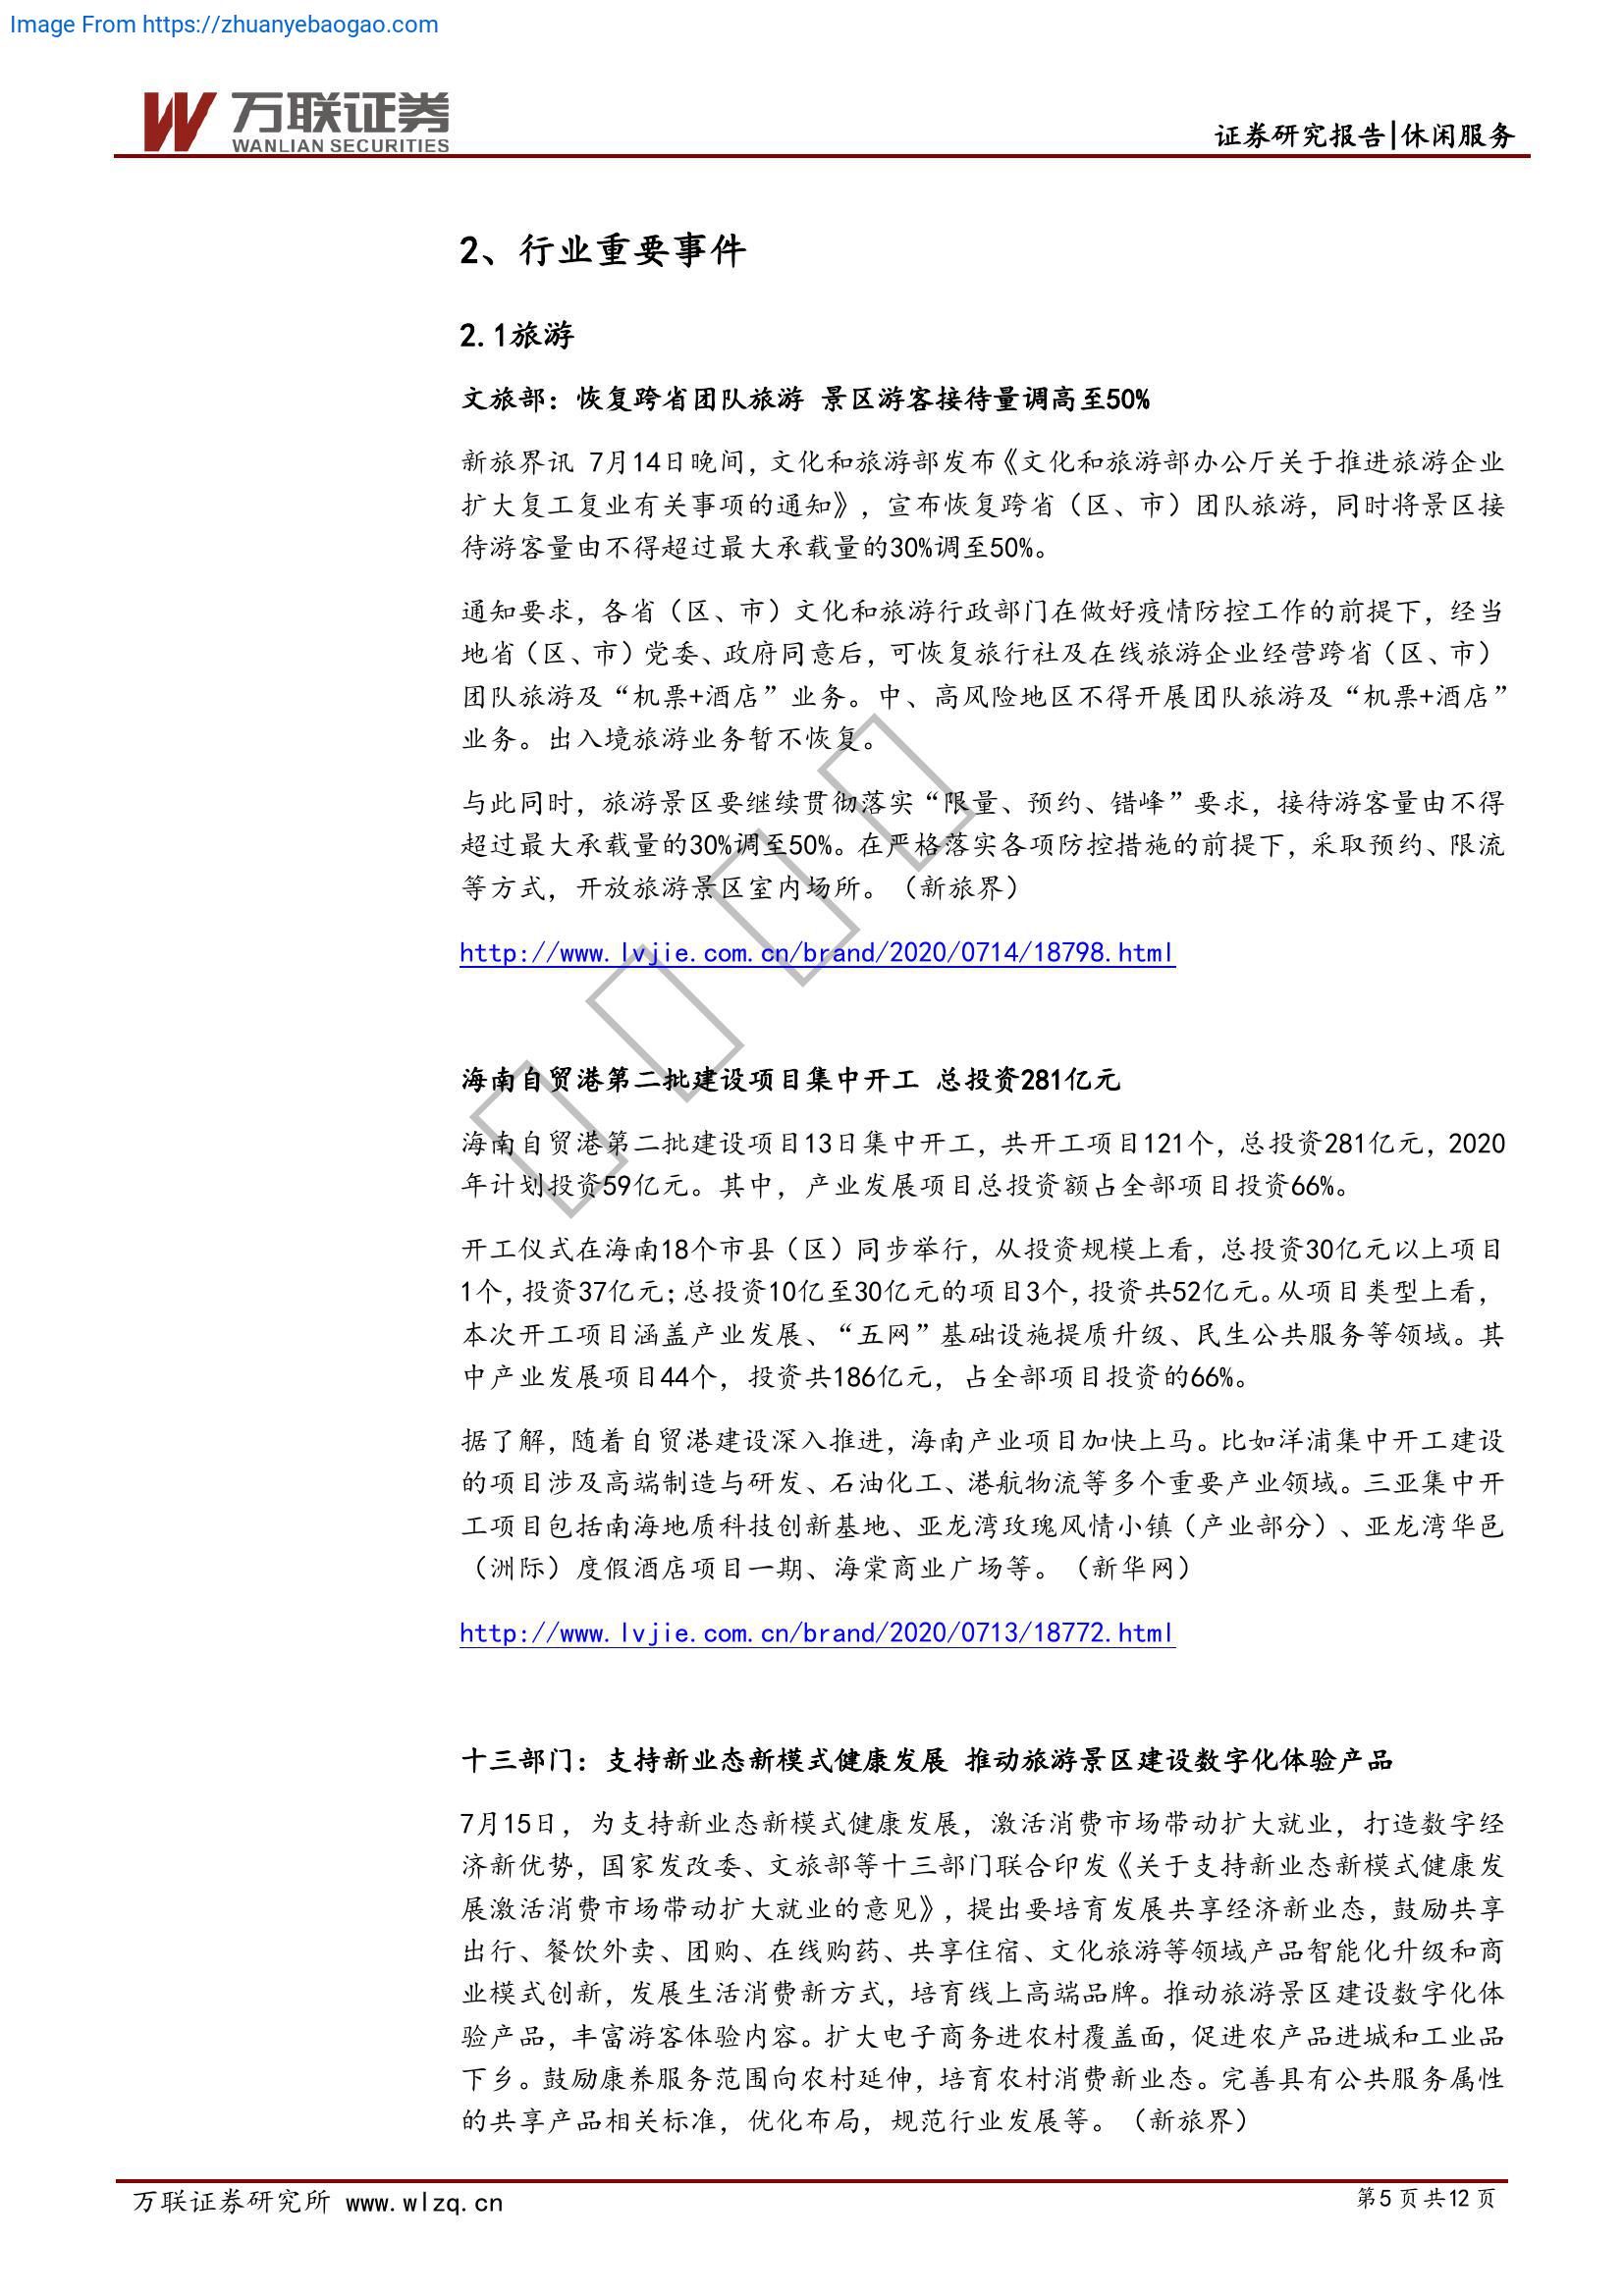 Image From https://zhuanyebaogao.com
万联证券
WANLIAN SECURITIES
证券研究报告|休闲服务
2、行业重要事件
2.1旅游
文旅部：恢复跨省团队旅游 景区游客接待量调高至50%
新旅界讯 7月14日晚间，文化和旅游部发布《文化和旅游部办公厅关于推进旅游企业
扩大复工复业有关事项的通知》，宣布恢复跨省（区、市）团队旅游，同时将景区接
待游客量由不得超过最大承载量的30%调至50%。
通知要求，各省（区、市）文化和旅游行政部门在做好疫情防控工作的前提下，经当
地省（区、市）党委、政府同意后，可恢复旅行社及在线旅游企业经营跨省（区、市）
团队旅游及“机票+酒店”业务。中、高风险地区不得开展团队旅游及“机票+酒店”
业务。出入境旅游业务暂不恢复。
与此同时，旅游景区要继续贯彻落实“限量、预约、错峰”要求，接待游客量由不得
超过最大承载量的30%调至50%。在严格落实各项防控措施的前提下，采取预约、限流
等方式，开放旅游景区室内场所。（新旅界）
http://www.lvjie.com.cn/brand/2020/0714/18798.html
海南自贸港第二批建设项目集中开工 总投资281亿元
海南自贸港第二批建设项目13日集中开工，共开工项目121个，总投资281亿元，2020
年计划投资59亿元。其中，产业发展项目总投资额占全部项目投资66%。
开工仪式在海南18个市县（区）同步举行，从投资规模上看，总投资30亿元以上项目
1个，投资37亿元；总投资10亿至30亿元的项目3个，投资共52亿元。从项目类型上看，
本次开工项目涵盖产业发展、“五网”基础设施提质升级、民生公共服务等领域。其
中产业发展项目44个，投资共186亿元，占全部项目投资的66%。
据了解，随着自贸港建设深入推进，海南产业项目加快上马。比如洋浦集中开工建设
的项目涉及高端制造与研发、石油化工、港航物流等多个重要产业领域。三亚集中开
工项目包括南海地质科技创新基地、亚龙湾玫瑰风情小镇（产业部分）、亚龙湾华邑
（洲际）度假酒店项目一期、海棠商业广场等。（新华网）
http://www.lvjie.com.cn/brand/2020/0713/18772.html
十三部门：支持新业态新模式健康发展 推动旅游景区建设数字化体验产品
7月15日，为支持新业态新模式健康发展，激活消费市场带动扩大就业，打造数字经
济新优势，国家发改委、文旅部等十三部门联合印发《关于支持新业态新模式健康发
展激活消费市场带动扩大就业的意见》，提出要培育发展共享经济新业态，鼓励共享
出行、餐饮外卖、团购、在线购药、共享住宿、文化旅游等领域产品智能化升级和商
业模式创新，发展生活消费新方式，培育线上高端品牌。推动旅游景区建设数字化体
验产品，丰富游客体验内容。扩大电子商务进农村覆盖面，促进农产品进城和工业品
下乡。鼓励康养服务范围向农村延伸，培育农村消费新业态。完善具有公共服务属性
的共享产品相关标准，优化布局，规范行业发展等。（新旅界）
万联证券研究所 www.wlzq.cn
第5页共12页